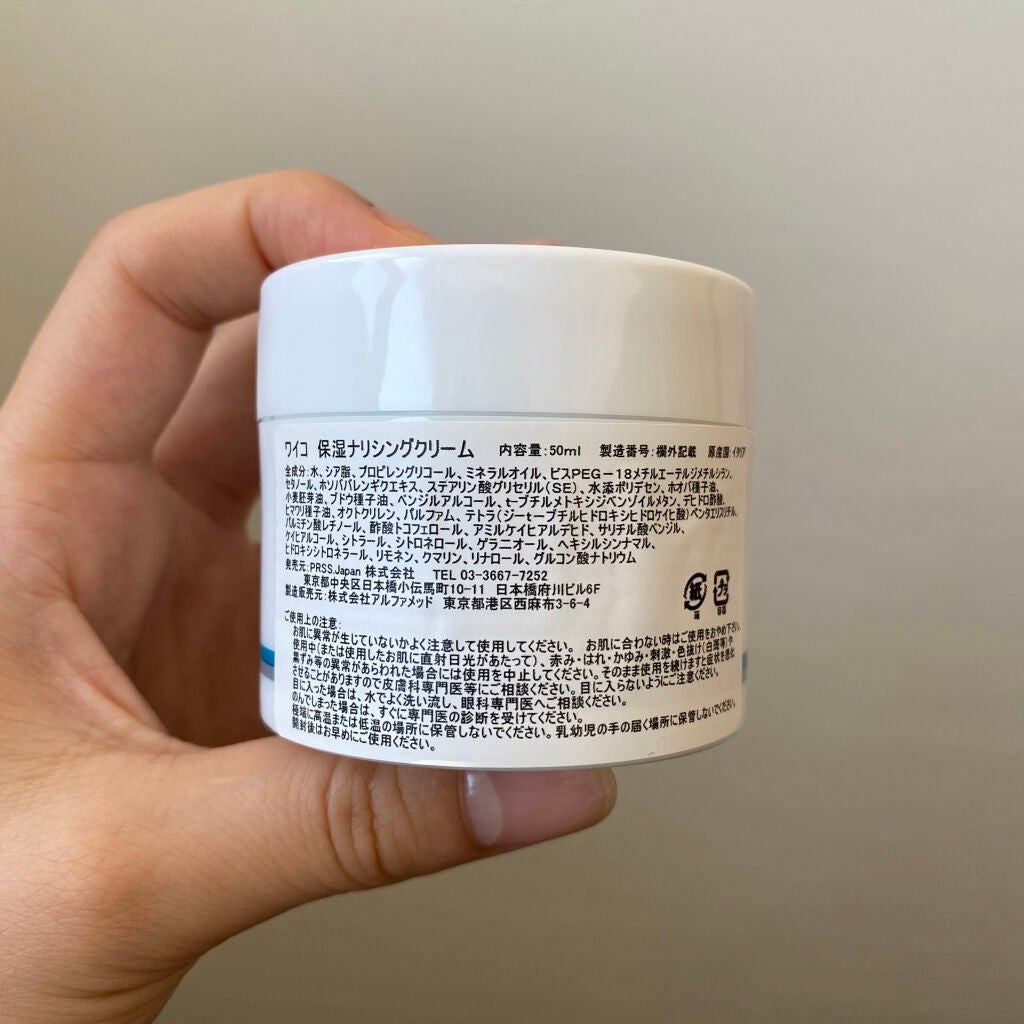 ワイコ 保湿ナリシングクリーム 内容量:50ml 製造番号:欄外記載 原産国:イタリア
全成分:水、シア脂、プロピレングリコール、ミネラルオイル、ビスPEG-18メチルエーテルジメチルシラン、
セタノール、ホソババレンギクエキス、ステアリン酸グリセリル(SE)、水添ポリデセン、ホホバ種子油、
小麦胚芽油、ブドウ種子油、ベンジルアルコール、t-ブチルメトキシジベンゾイルメタン、デヒドロ酢酸、
ヒマワリ種子油、オクトクリレン、パルファム、テトラ(ジーtーブチルヒドロキシヒドロケイヒ酸)ペンタエリスリチル、
パルミチン酸レチノール、酢酸トコフェロール、アミルケイヒアルデヒド、サリチル酸ベンジル、
ケイヒアルコール、シトラール、シトロネロール、ゲラニオール、ヘキシルシンナマル、
ヒドロキシシトロネラール、リモネン、クマリン、リナロール、グルコン酸ナトリウム
発売元:PRSS.Japan 株式会社 TEL 03-3667-7252
東京都中央区日本橋小伝馬町10-11 日本橋府川ビル6F
製造販売元:株式会社アルファメッド 東京都港区西麻布3-6-4
紙
箱
プラ
容器
ご使用上の注意:
お肌に異常が生じていないかよく注意して使用してください。 お肌に合わない時はご使用をおやめ下さい。
使用中(または使用したお肌に直射日光があたって)、赤み・はれ・かゆみ・刺激・色抜け(白斑等)や
黒ずみ等の異常があらわれた場合には使用を中止してください。そのまま使用を続けますと症状を悪化
させることがありますので皮膚科専門医等にご相談ください。目に入らないようにご注意ください。
目に入った場合は、水でよく洗い流し、眼科専門医へご相談ください。
のんでしまった場合は、すぐに専門医の診断を受けてください。
極端に高温または低温の場所に保管しないでください。乳幼児の手の届く場所に保管しないでください。
開封後はお早めにご使用ください。